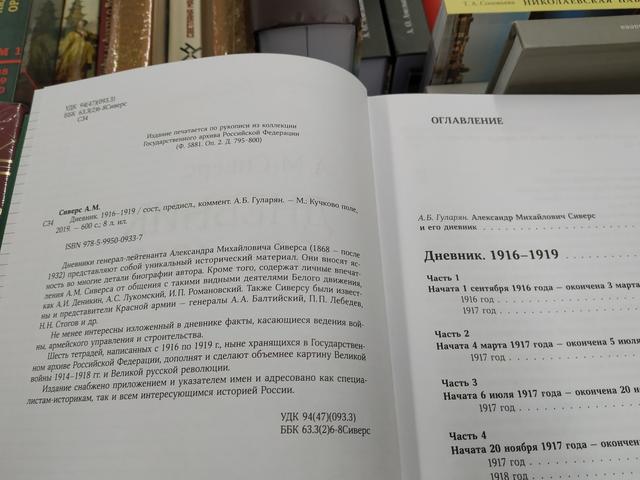 Т. А. Соловьева
НИКОЛАЕВСКАЯ
УДК 94(47)(093.3)
ББК 63.3(2)6-8Сиверс
С34
Издание печатается по рукописи из коллекции
Государственного архива Российской Федерации
(Ф. 5881. Оп. 2. Д. 795–800)
Сиверс А.М.
С34 Дневник. 1916–1919 / сост., предисл., коммент. А.Б. Гуларян. – М.: Кучково поле,
2019. – 600 с.; 8 л. ил.
ISBN 978-5-9950-0933-7
Дневники генерал-лейтенанта Александра Михайловича Сиверса (1868 – после
1932) представляют собой уникальный исторический материал. Они вносят яс-
ность во многие детали биографии автора. Кроме того, содержат личные впечат-
ления А.М. Сиверса от общения с такими видными деятелями Белого движения,
как А.И. Деникин, А.С. Лукомский, И.П. Романовский. Также Сиверсу были извест-
ны и представители Красной армии – генералы А.А. Балтийский, П.П. Лебедев,
Н.Н. Стогов и др.
Не менее интересны изложенный в дневнике факты, касающиеся ведения вой-
ны, армейского управления и строительства.
Шесть тетрадей, написанных с 1916 по 1919 г., ныне хранящихся в Государствен-
ном архиве Российской Федерации, дополнят и сделают объемнее картину Великой
войны 1914–1918 гг. и Великой русской революции.
Издание снабжено приложением и указателем имен и адресовано как специа-
листам-историкам, так и всем интересующимся историей России.
УДК 94(47)(093.3)
ББК 63.3(2)6-8Сиверс
ОГЛАВЛЕНИЕ
А.Б. Гуларян. Александр Михайлович Сиверс
и его дневник
Дневник. 1916–1919
Часть 1
Начата 1 сентября 1916 года – окончена 3 марта
1916 год
1917 год
Часть 2
Начата 4 марта 1917 года – окончена 5 июля
1917 год
Часть 3
Начата 6 июля 1917 года – окончена 20 но
1917 год
Часть 4
Начата 20 ноября 1917 года – окончен
1917 год
1918 год